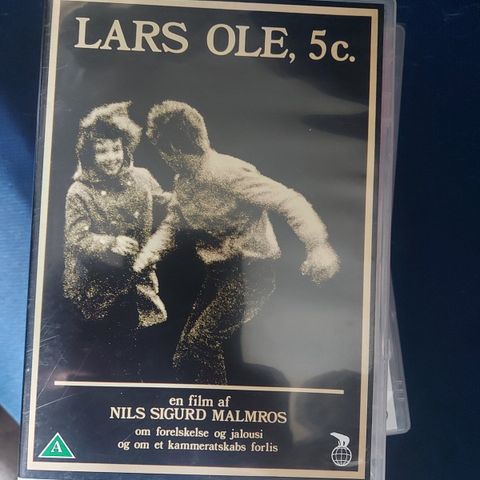 LARS OLE, 5c.
en film af
NILS SIGURD MALMROS
om forelskelse og jalousi
og om et kammeratskabs forlis
A